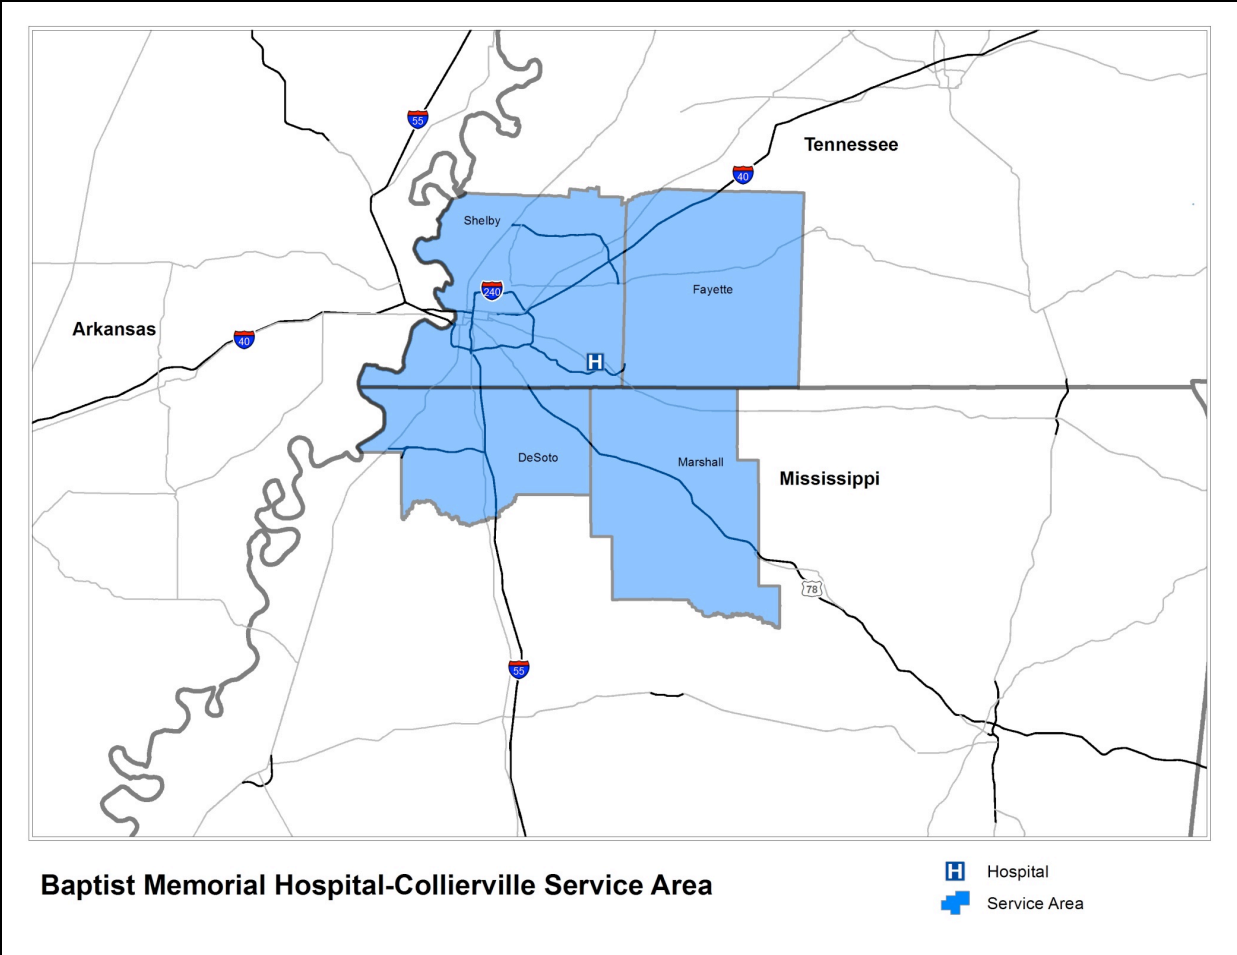 55
Tennessee
40
Shelby
240
Fayette
Arkansas
40
H
DeSoto
Marshall
Mississippi
78
55
Baptist Memorial Hospital-Collierville Service Area
H Hospital
Service Area